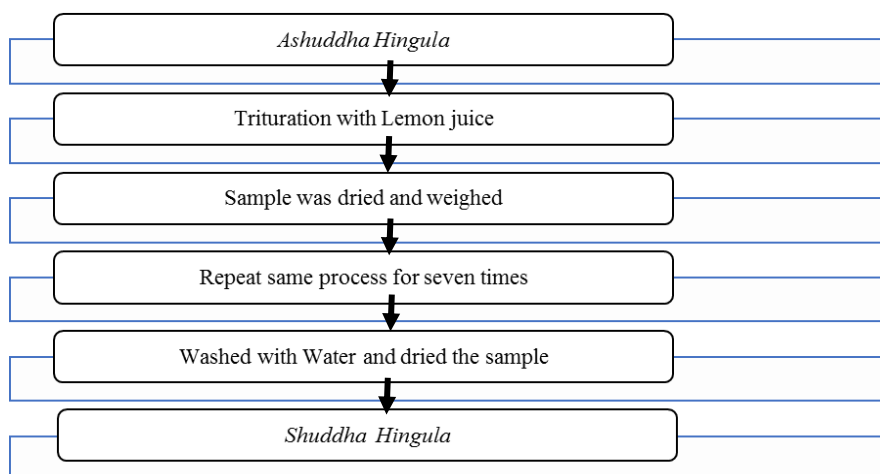 Ashuddha Hingula
Trituration with Lemon juice
Sample was dried and weighed
Repeat same process for seven times
Washed with Water and dried the sample
Shuddha Hingula